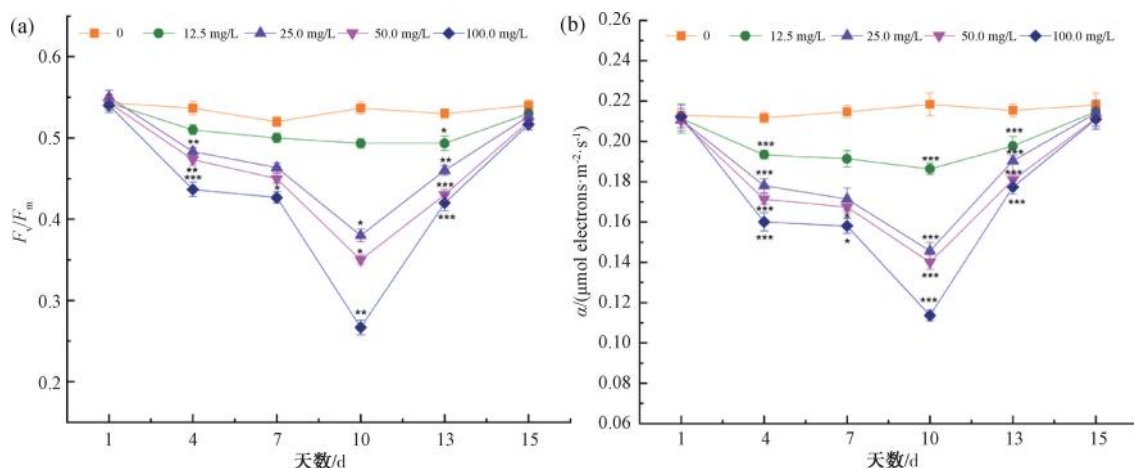 (a)
0 12.5 mg/L 25.0 mg/L 50.0 mg/L 100.0 mg/L
0.6
0.5
0.4
0.3
0.2
Fv/Fm
** ** *** * * * ** * ** *** ***
1 4 7 10 13 15
天数/d
(b)
0 12.5 mg/L 25.0 mg/L 50.0 mg/L 100.0 mg/L
0.26
0.24
0.22
0.20
0.18
0.16
0.14
0.12
0.10
0.08
0.06
α/(μmol electrons·m⁻²·s⁻¹)
*** *** *** *** * * *** *** *** *** *** *** *** ***
1 4 7 10 13 15
天数/d